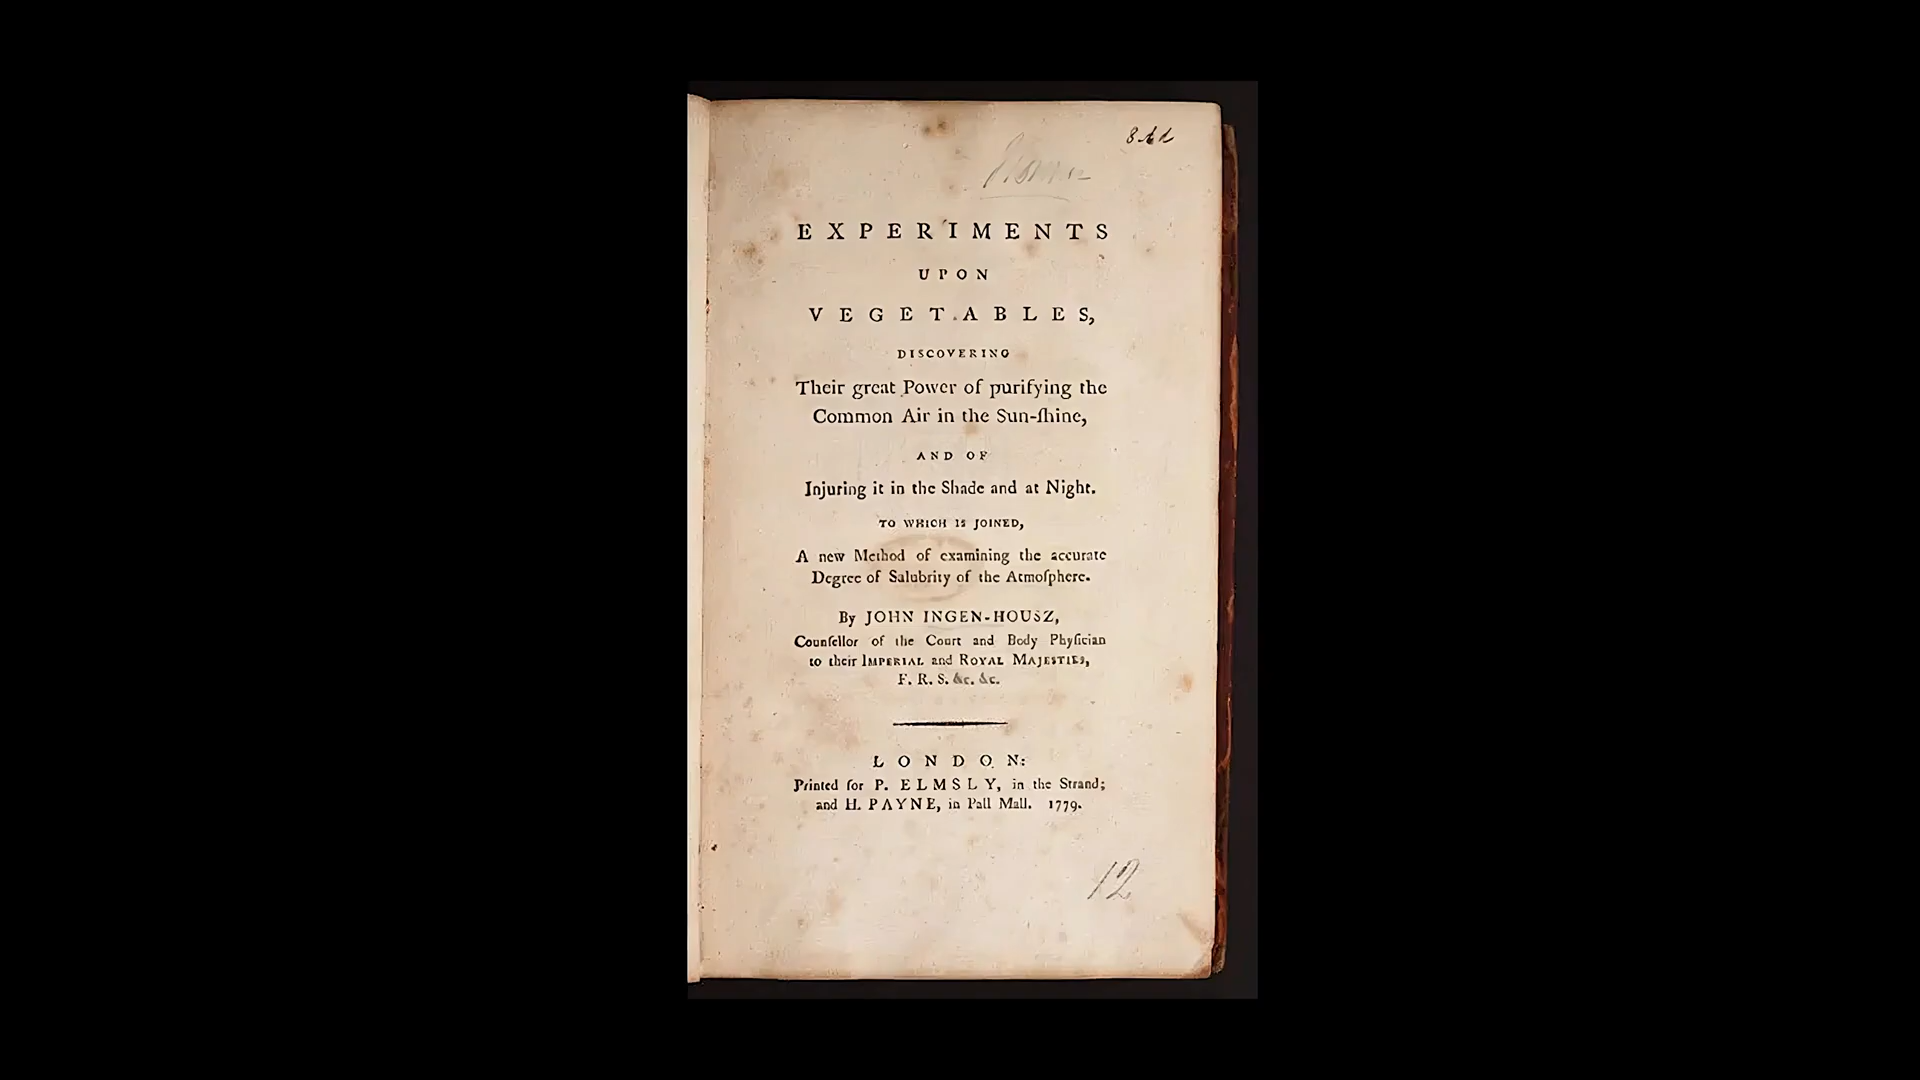 EXPERIMENTS
UPON
VEGETABLES,
DISCOVERING
Their great Power of purifying the
Common Air in the Sun-ſhine,
AND OF
Injuring it in the Shade and at Night.
TO WHICH IS JOINED,
A new Method of examining the accurate
Degree of Salubrity of the Atmoſphere.
By JOHN INGEN-HOUSZ,
Counſellor of the Court and Body Phyſician
to their IMPERIAL and ROYAL MAJESTIES,
F. R. S. &c. &c.
LONDON:
Printed for P. ELMSLY, in the Strand;
and H. PAYNE, in Pall Mall. 1779.
12